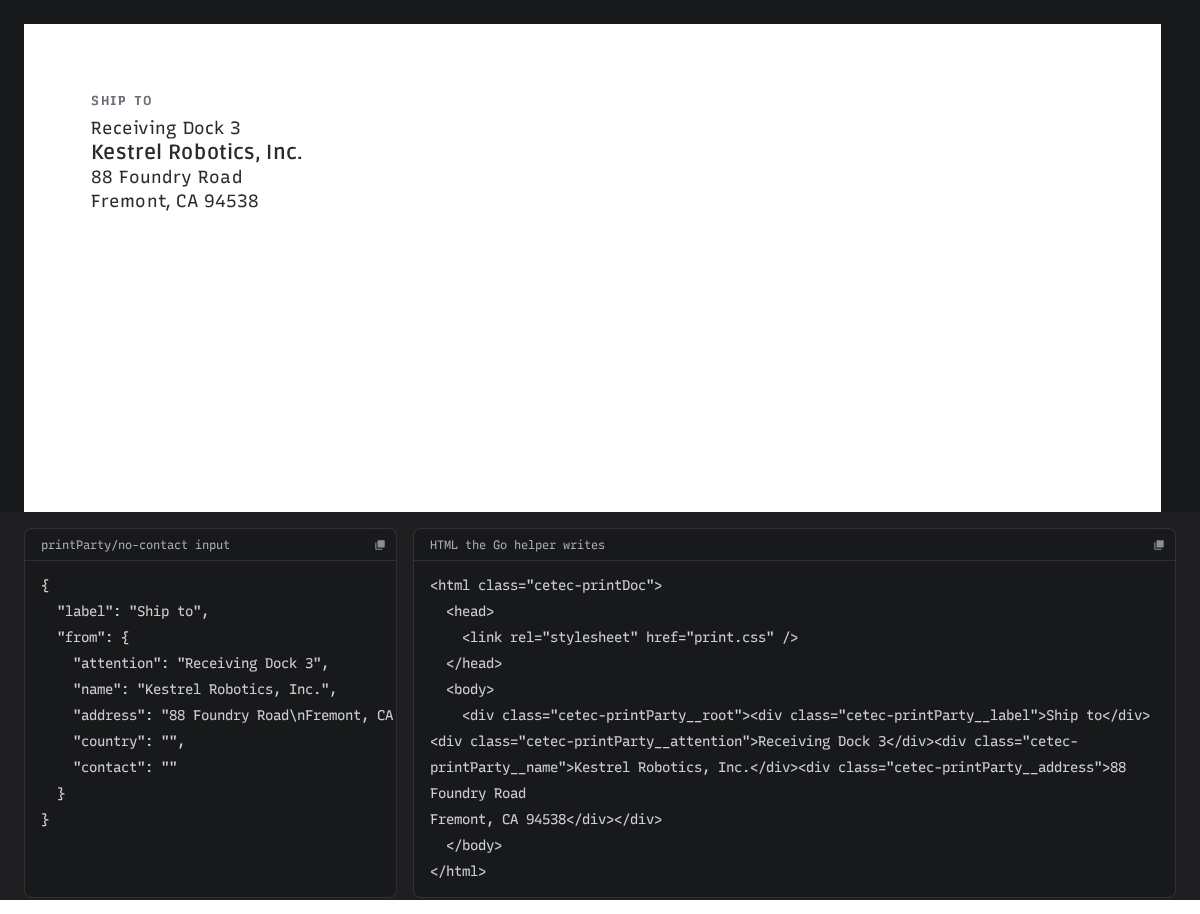 SHIP TO
Receiving Dock 3
Kestrel Robotics, Inc.
88 Foundry Road
Fremont, CA 94538
printParty/no-contact input
{
  "label": "Ship to",
  "from": {
    "attention": "Receiving Dock 3",
    "name": "Kestrel Robotics, Inc.",
    "address": "88 Foundry Road\nFremont, CA
    "country": "",
    "contact": ""
  }
}
HTML the Go helper writes
<html class="cetec-printDoc">
  <head>
    <link rel="stylesheet" href="print.css" />
  </head>
  <body>
    <div class="cetec-printParty__root"><div class="cetec-printParty__label">Ship to</div>
<div class="cetec-printParty__attention">Receiving Dock 3</div><div class="cetec-
printParty__name">Kestrel Robotics, Inc.</div><div class="cetec-printParty__address">88
Foundry Road
Fremont, CA 94538</div></div>
  </body>
</html>